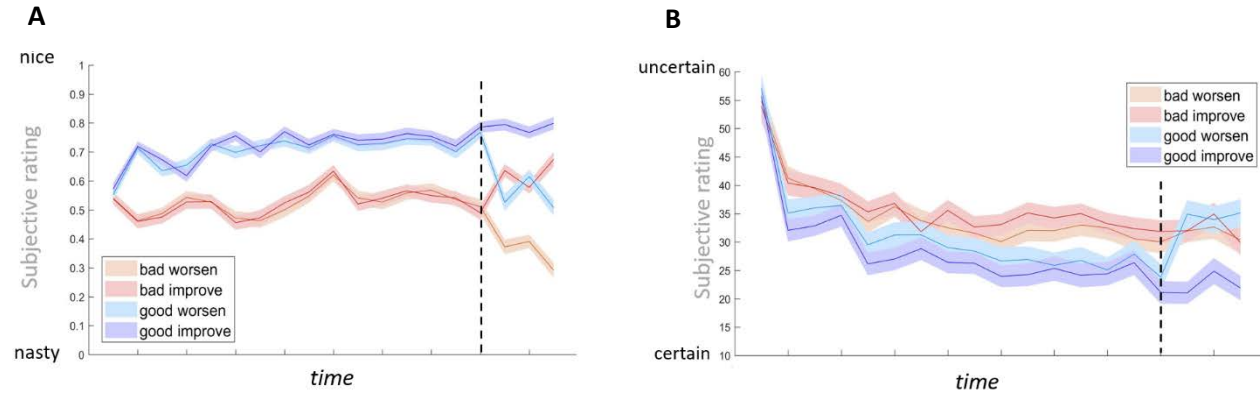 A
nice
Subjective rating
1
0.9
0.8
0.7
0.6
0.5
0.4
0.3
0.2
0.1
0
nasty
bad worsen
bad improve
good worsen
good improve
time
B
uncertain
Subjective rating
60
55
50
45
40
35
30
25
20
15
10
certain
bad worsen
bad improve
good worsen
good improve
time